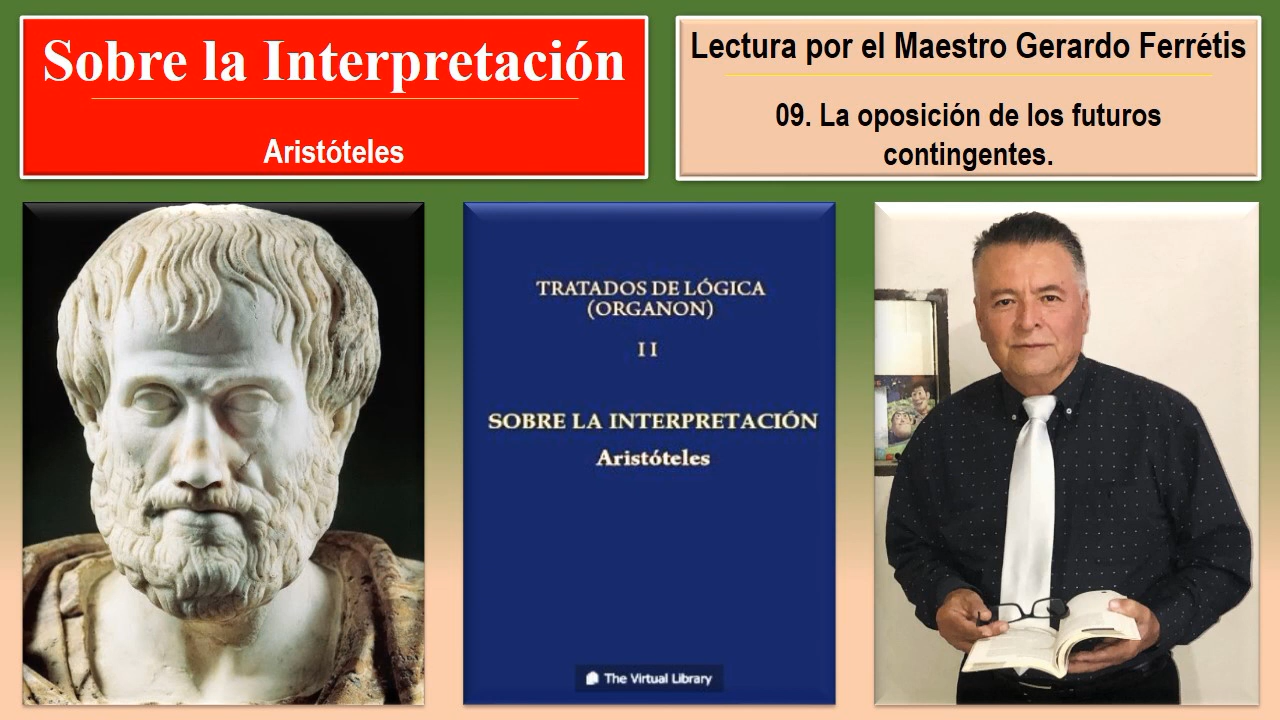 Sobre la Interpretación
Aristóteles
Lectura por el Maestro Gerardo Ferrétis
09. La oposición de los futuros
contingentes.
TRATADOS DE LÓGICA
(ORGANON)
II
SOBRE LA INTERPRETACIÓN
Aristóteles
The Virtual Library